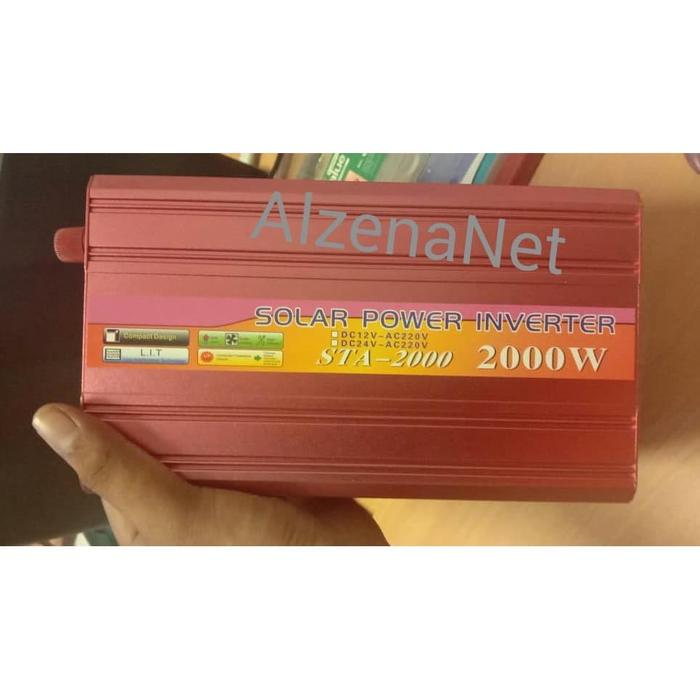 AlzenaNet
SOLAR POWER INVERTER
DC12V-AC220V
DC24V-AC220V
Compact Design
L.I.T
STA-2000
2000W